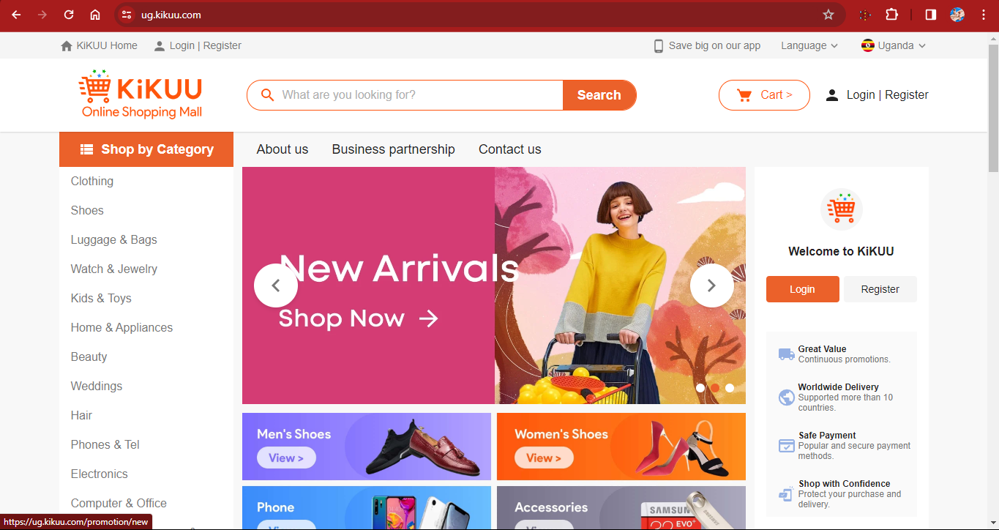 ug.kikuu.com
KiKUU Home
Login | Register
Save big on our app
Language
Uganda
KiKUU
Online Shopping Mall
What are you looking for?
Search
Cart >
Login | Register
Shop by Category
About us
Business partnership
Contact us
Clothing
Shoes
Luggage & Bags
Watch & Jewelry
Kids & Toys
Home & Appliances
Beauty
Weddings
Hair
Phones & Tel
Electronics
Computer & Office
New Arrivals
Shop Now →
Men's Shoes
View >
Women's Shoes
View >
Phone
View >
Accessories
View >
SAMSUNG
EVO+
Welcome to KiKUU
Login
Register
Great Value
Continuous promotions.
Worldwide Delivery
Supported more than 10
countries.
Safe Payment
Popular and secure payment
methods.
Shop with Confidence
Protect your purchase and
delivery.
https://ug.kikuu.com/promotion/new